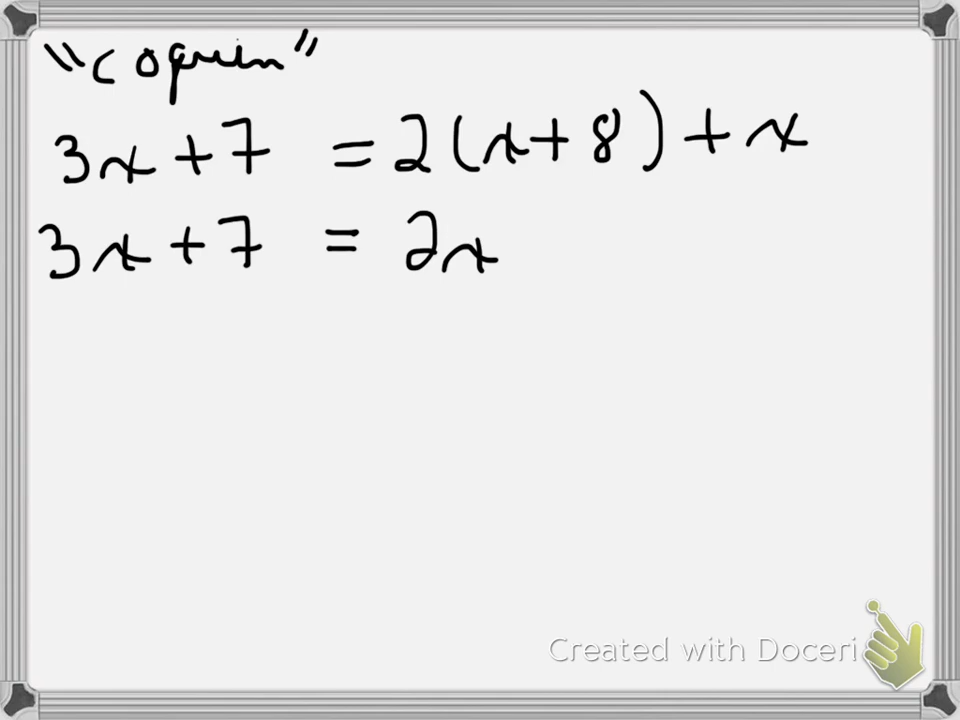 "coquin"
3x + 7 = 2(x + 8) + x
3x + 7 = 2x
Created with Doceri